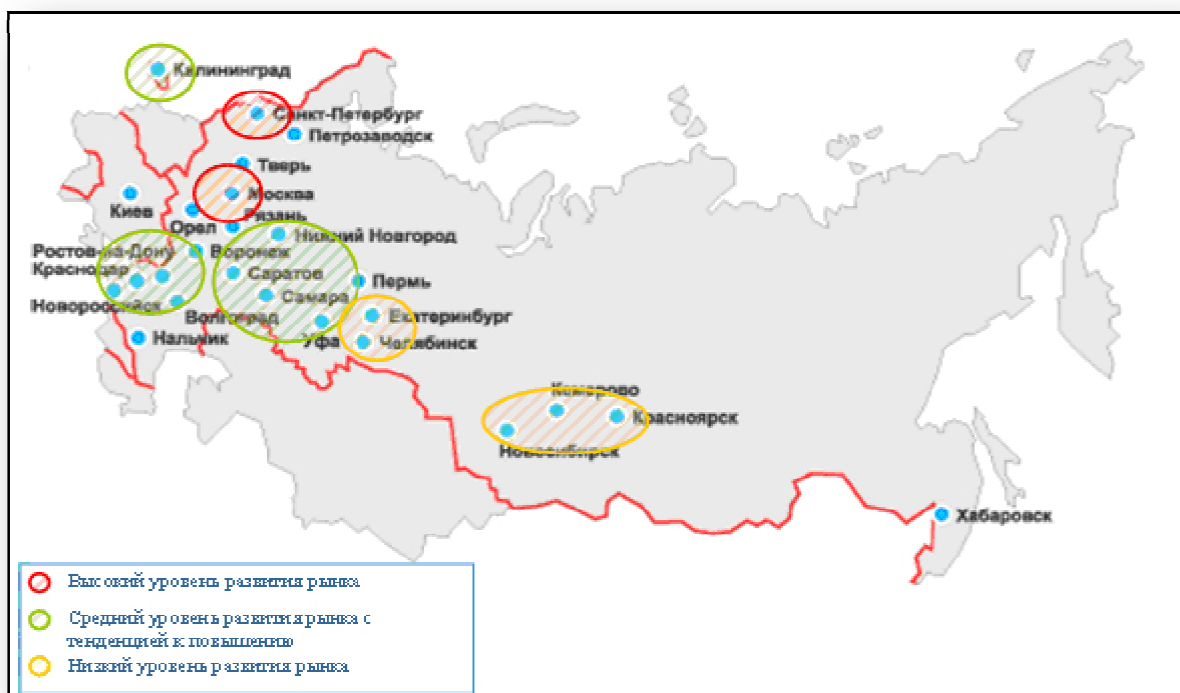 Калининград
Санкт-Петербург
Петрозаводск
Тверь
Москва
Киев
Орел
Рязань
Нижний Новгород
Ростов-на-Дону
Воронеж
Краснодар
Саратов
Пермь
Самара
Новороссийск
Волгоград
Екатеринбург
Нальчик
Уфа
Челябинск
Кемерово
Красноярск
Новосибирск
Хабаровск
Высокий уровень развития рынка
Средний уровень развития рынка с
тенденцией к повышению
Низкий уровень развития рынка